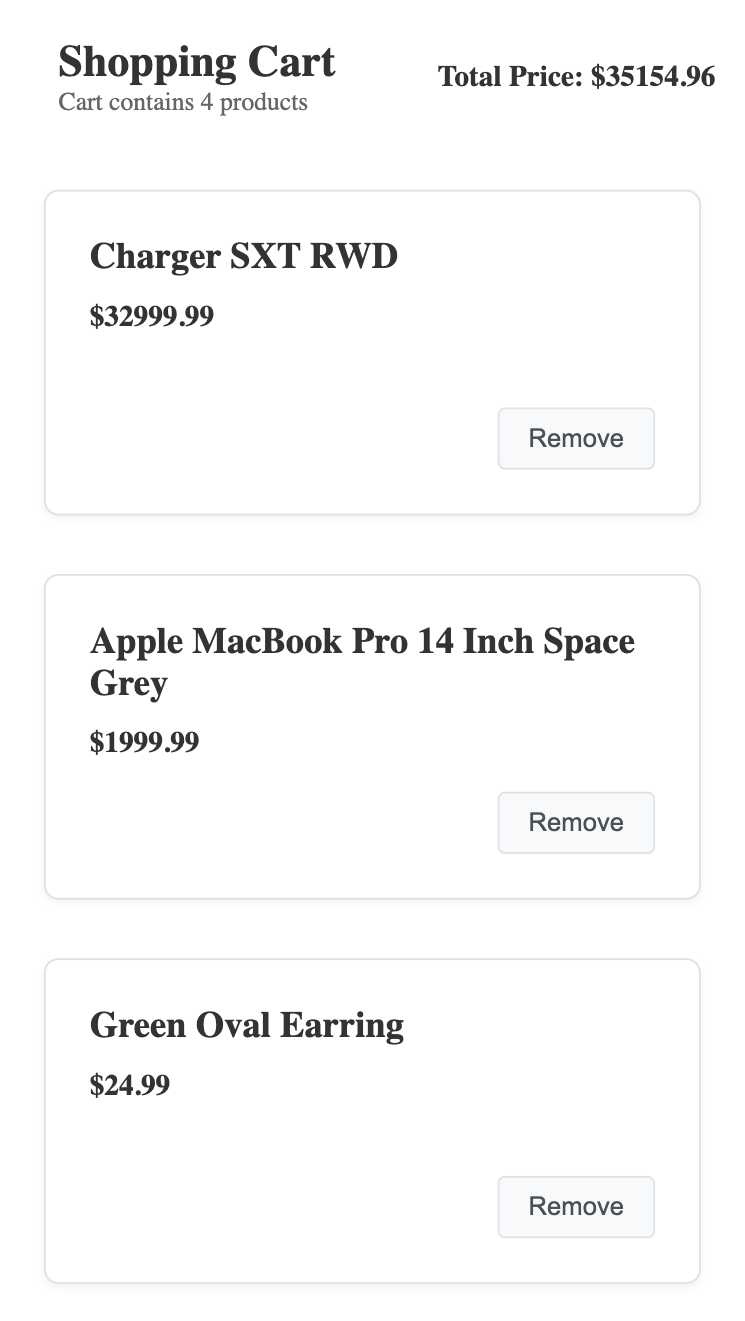 Shopping Cart
Cart contains 4 products
Total Price: $35154.96
Charger SXT RWD
$32999.99
Remove
Apple MacBook Pro 14 Inch Space
Grey
$1999.99
Remove
Green Oval Earring
$24.99
Remove